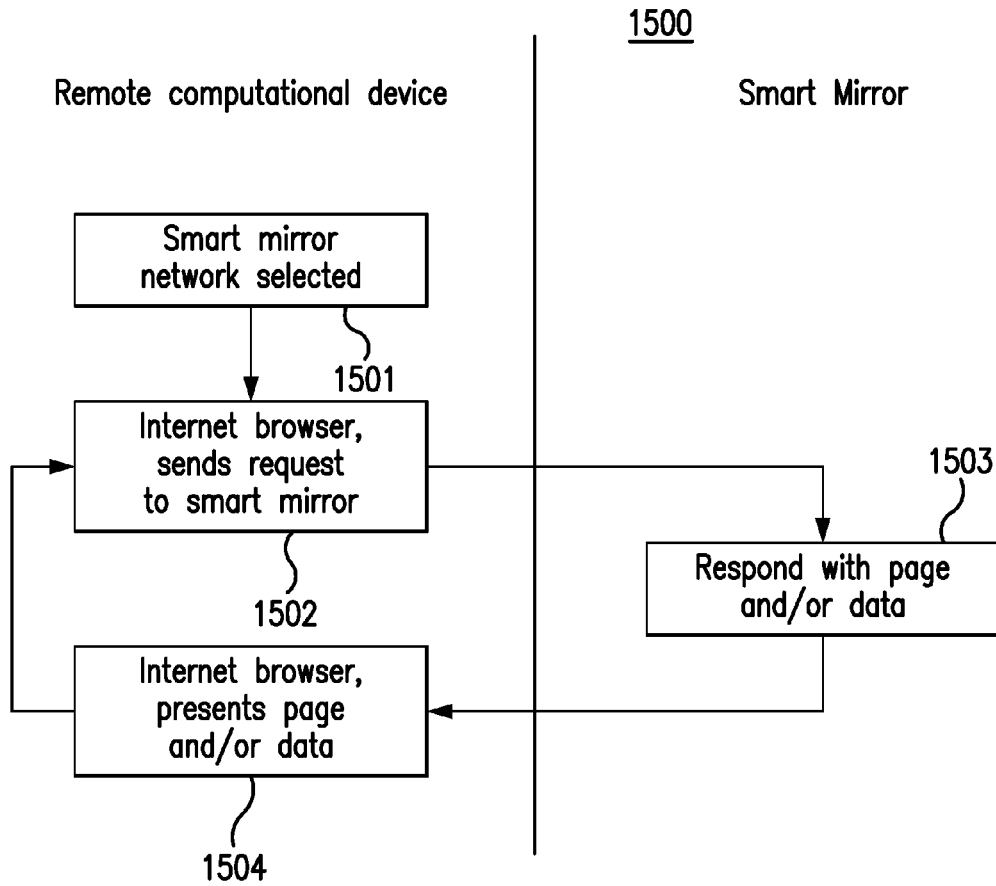 1500
Remote computational device
Smart Mirror
Smart mirror
network selected
1501
Internet browser,
sends request
to smart mirror
1502
1503
Respond with page
and/or data
Internet browser,
presents page
and/or data
1504